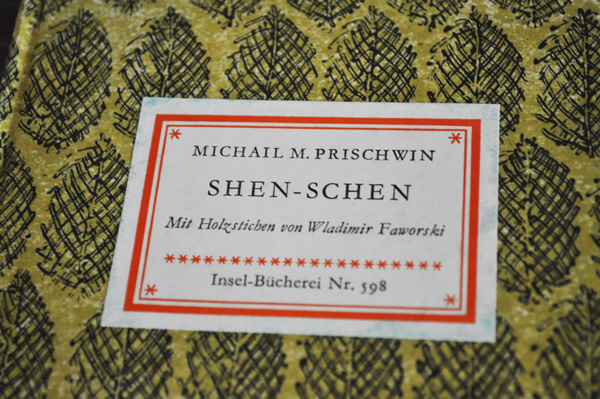 MICHAIL M. PRISCHWIN
SHEN-SCHEN
Mit Holzstichen von Wladimir Faworski
Insel-Bücherei Nr. 598